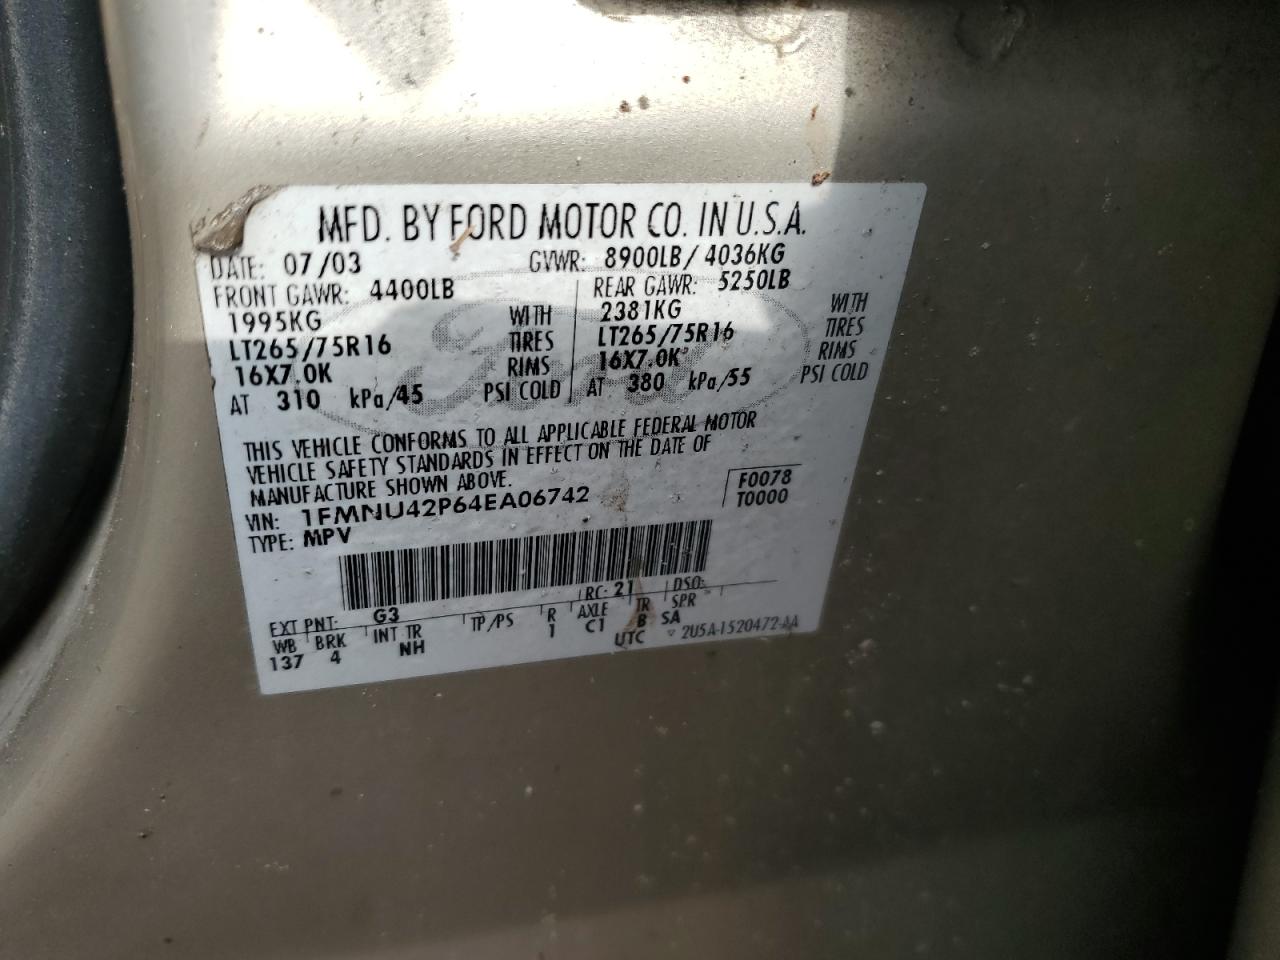 MFD. BY FORD MOTOR CO. IN U.S.A.
DATE: 07/03 GVWR: 8900LB/ 4036KG
FRONT GAWR: 4400LB REAR GAWR: 5250LB
1995KG WITH 2381KG WITH
LT265/75R16 TIRES LT265/75R16 TIRES
16X7.0K RIMS 16X7.0K RIMS
AT 310 kPa/45 PSI COLD AT 380 kPa/55 PSI COLD
THIS VEHICLE CONFORMS TO ALL APPLICABLE FEDERAL MOTOR
VEHICLE SAFETY STANDARDS IN EFFECT ON THE DATE OF
MANUFACTURE SHOWN ABOVE.
F0078
VIN: 1FMNU42P64EA06742 T0000
TYPE: MPV
EXT PNT: G3 RC: 21 DSO:
WB BRK INT TR TP/PS R AXLE TR SPR
137 4 NH 1 C1 B SA
UTC ▽ 2U5A-1520472-AA
Ford